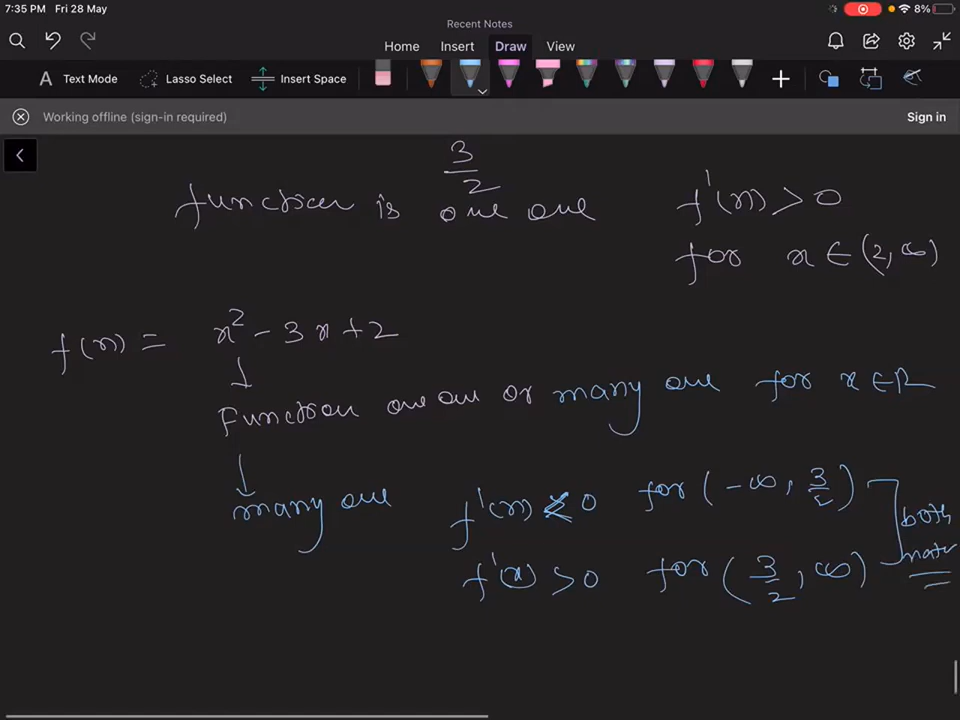 7:35 PM Fri 28 May
8%
Recent Notes
Home Insert Draw View
A Text Mode Lasso Select Insert Space
Working offline (sign-in required) Sign in
3/2
function is one one f'(x) > 0
for x ∈ (2, ∞)
f(x) = x² - 3x + 2
↓
Function one one or many one for x ∈ R
↓
many one f'(x) < 0 for (-∞, 3/2)
both
f'(x) > 0 for (3/2, ∞)